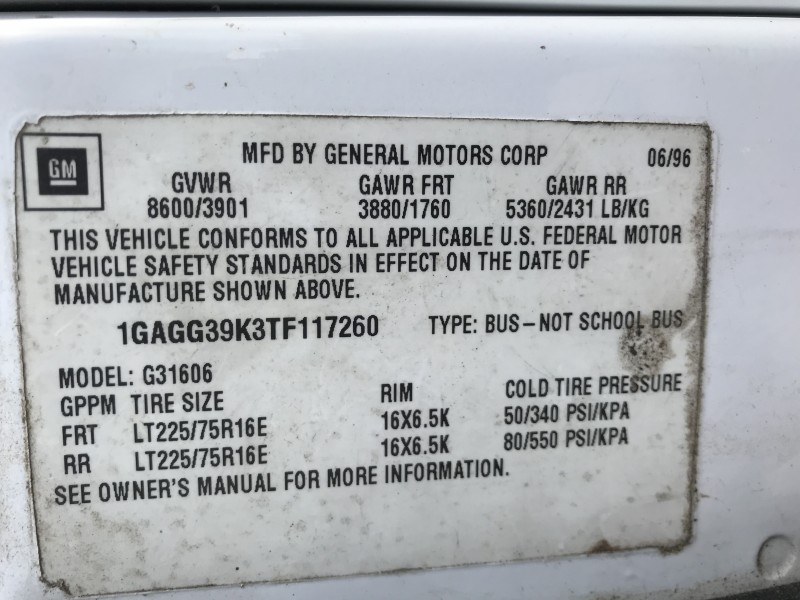 GM
MFD BY GENERAL MOTORS CORP 06/96
GVWR GAWR FRT GAWR RR
8600/3901 3880/1760 5360/2431 LB/KG
THIS VEHICLE CONFORMS TO ALL APPLICABLE U.S. FEDERAL MOTOR
VEHICLE SAFETY STANDARDS IN EFFECT ON THE DATE OF
MANUFACTURE SHOWN ABOVE.
1GAGG39K3TF117260 TYPE: BUS–NOT SCHOOL BUS
MODEL: G31606
GPPM TIRE SIZE RIM COLD TIRE PRESSURE
FRT LT225/75R16E 16X6.5K 50/340 PSI/KPA
RR LT225/75R16E 16X6.5K 80/550 PSI/KPA
SEE OWNER'S MANUAL FOR MORE INFORMATION.